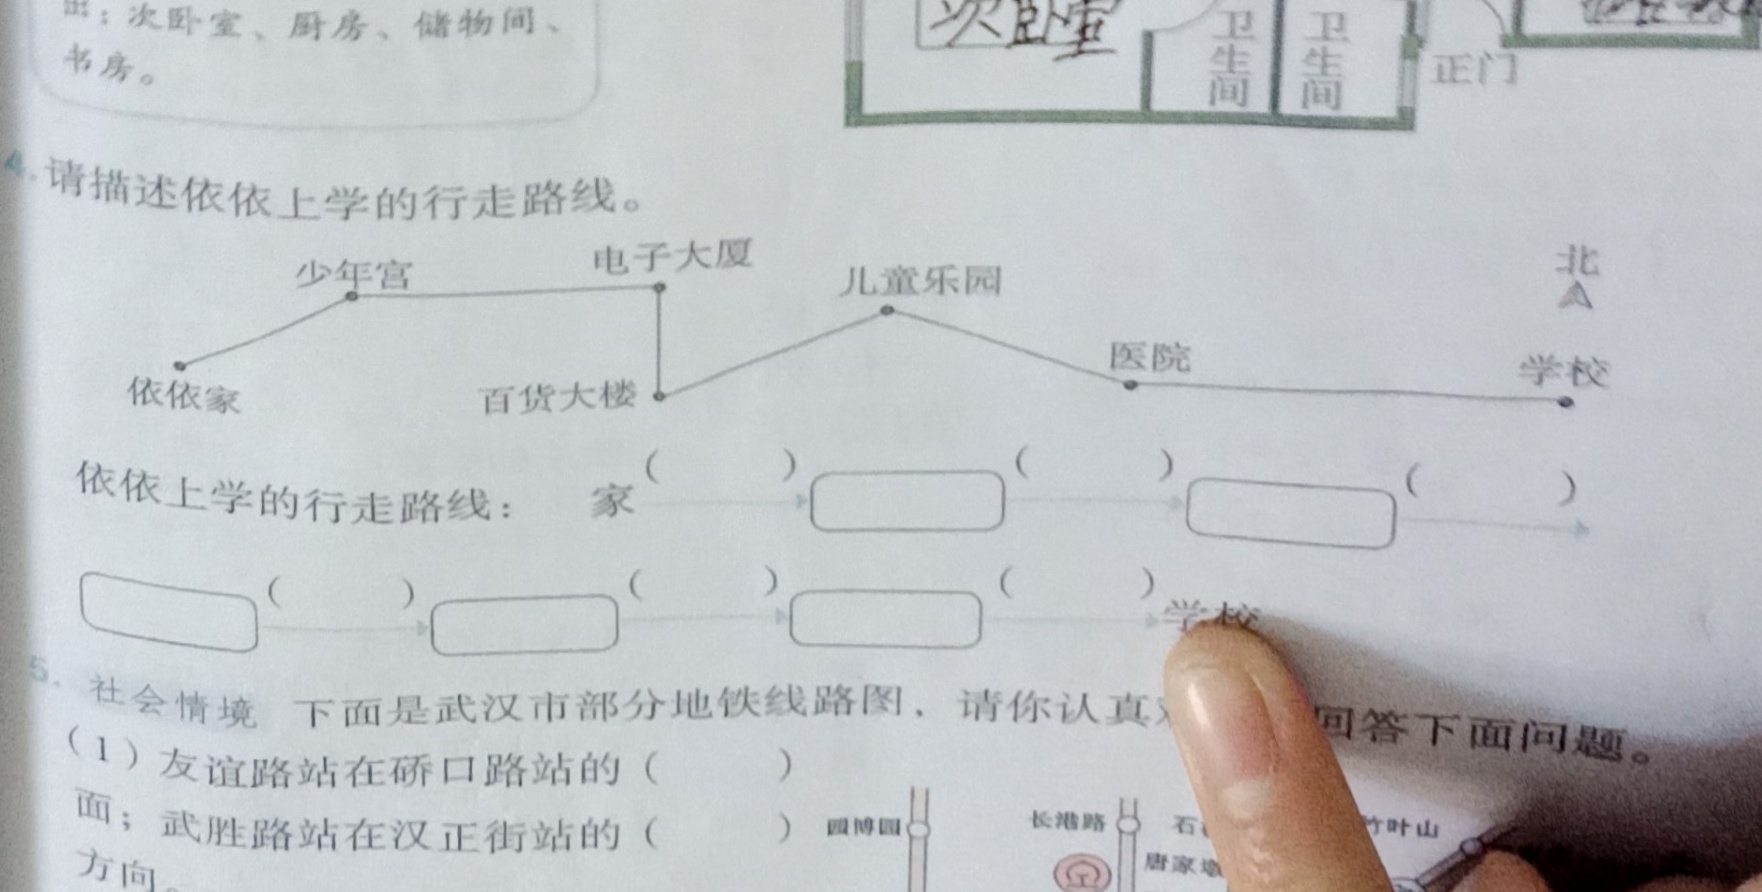 出：次卧室、厨房、储物间、
书房。
次卧室
卫生间
卫生间
正门
4.请描述依依上学的行走路线。
少年宫
电子大厦
儿童乐园
北
依依家
百货大楼
医院
学校
依依上学的行走路线： 家 （ ） （ ） （ ）
（ ） （ ） （ ） 学校
5. 社会情境 下面是武汉市部分地铁线路图，请你认真 回答下面问题。
（1）友谊路站在硚口路站的（ ）
面；武胜路站在汉正街站的（ ）
方向。
园博园
长港路
石
竹叶山
唐家墩